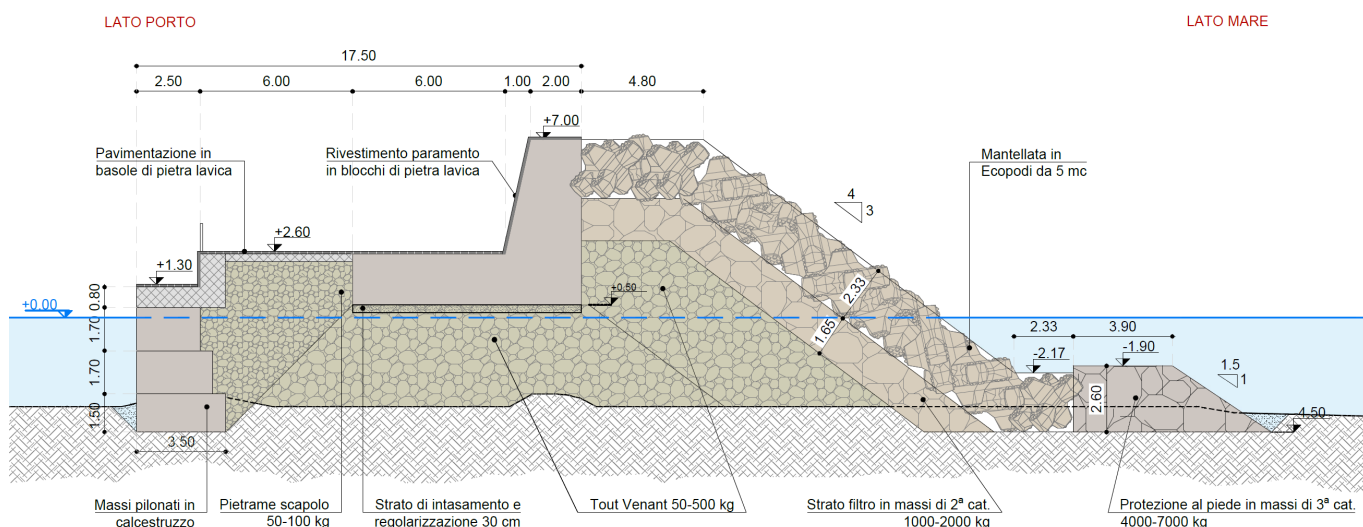 LATO PORTO
LATO MARE
17.50
2.50
6.00
6.00
1.00
2.00
4.80
+7.00
Pavimentazione in
basole di pietra lavica
Rivestimento paramento
in blocchi di pietra lavica
Mantellata in
Ecopodi da 5 mc
4
3
+2.60
+1.30
+0.50
+0.00
0.80
1.70
1.70
1.50
2.33
1.65
2.33
3.90
-2.17
-1.90
1.5
1
2.60
-4.50
3.50
Massi pilonati in
calcestruzzo
Pietrame scapolo
50-100 kg
Strato di intasamento e
regolarizzazione 30 cm
Tout Venant 50-500 kg
Strato filtro in massi di 2ª cat.
1000-2000 kg
Protezione al piede in massi di 3ª cat.
4000-7000 kg